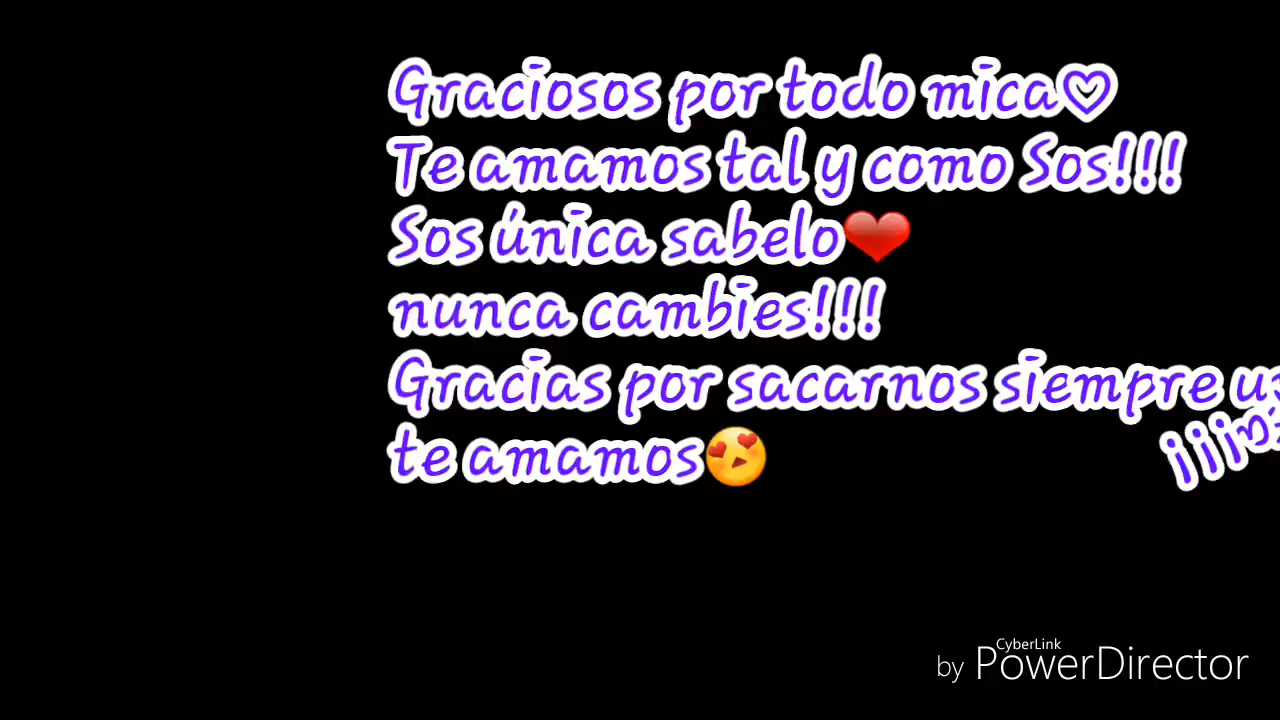 Graciosos por todo mica♡
Te amamos tal y como Sos!!!
Sos única sabelo❤
nunca cambies!!!
Gracias por sacarnos siempre
te amamos😍
CyberLink
by PowerDirector